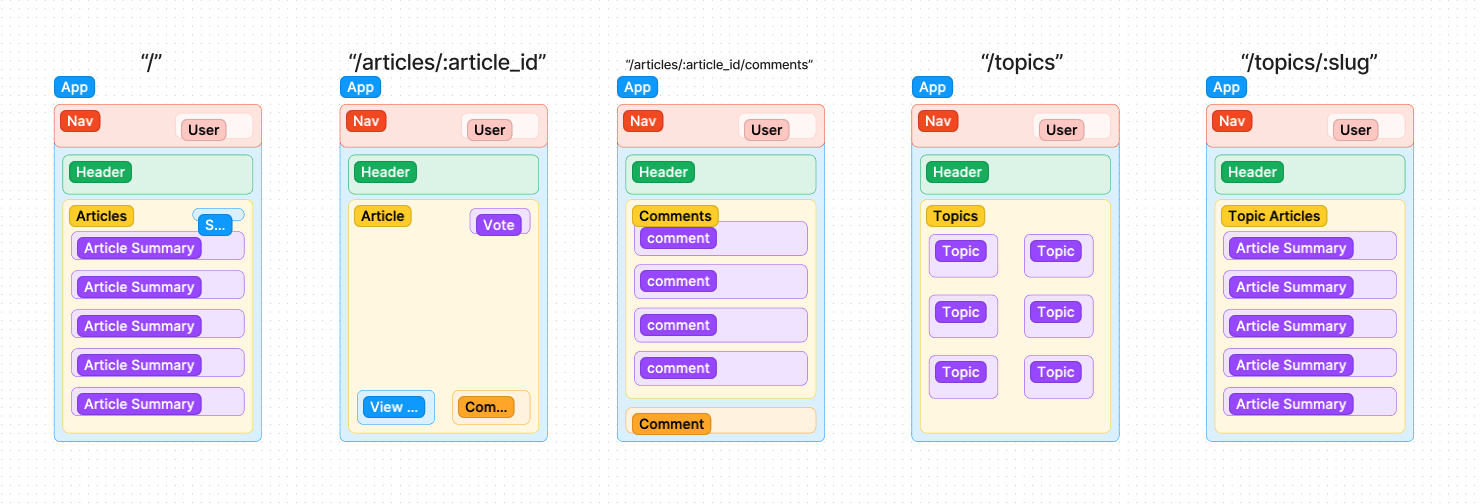 “/”
App
Nav
User
Header
Articles
S...
Article Summary
Article Summary
Article Summary
Article Summary
Article Summary
“/articles/:article_id”
App
Nav
User
Header
Article
Vote
View ...
Com...
“/articles/:article_id/comments”
App
Nav
User
Header
Comments
comment
comment
comment
comment
Comment
“/topics”
App
Nav
User
Header
Topics
Topic
Topic
Topic
Topic
Topic
Topic
“/topics/:slug”
App
Nav
User
Header
Topic Articles
Article Summary
Article Summary
Article Summary
Article Summary
Article Summary